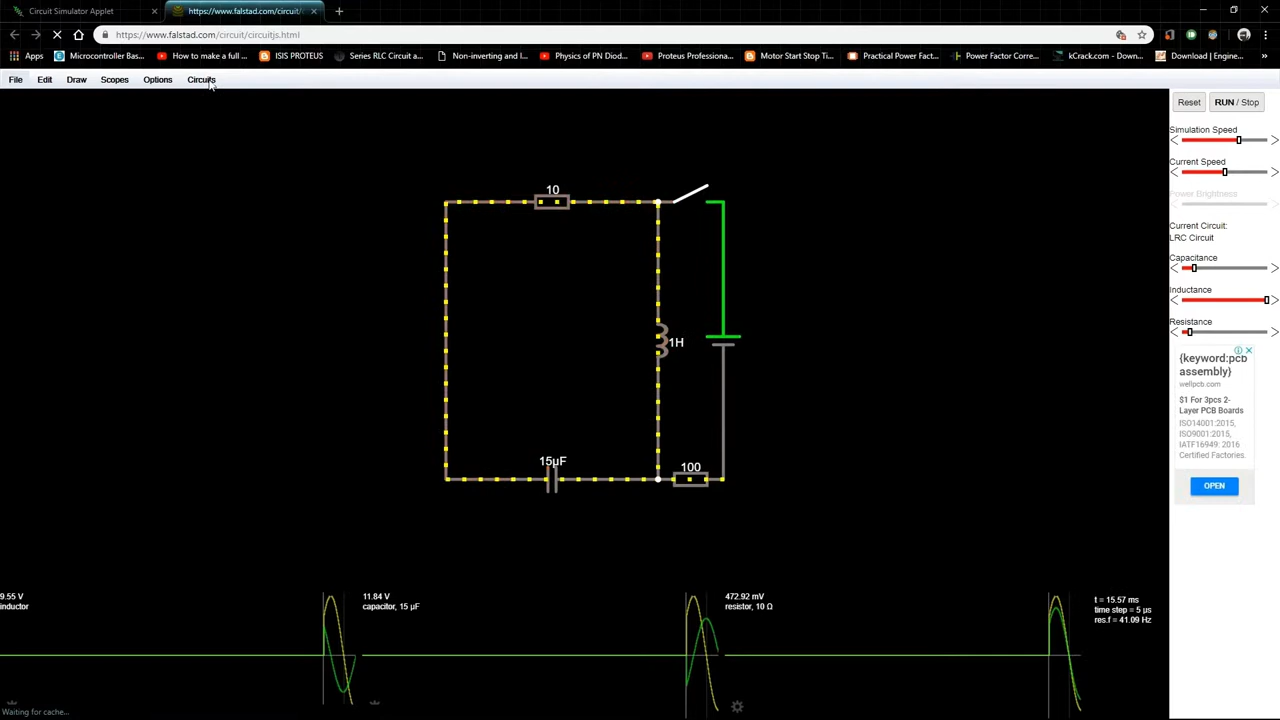 Circuit Simulator Applet
https://www.falstad.com/circuit/
https://www.falstad.com/circuit/circuitjs.html
Apps
Microcontroller Bas...
How to make a full ...
ISIS PROTEUS
Series RLC Circuit a...
Non-inverting and I...
Physics of PN Diod...
Proteus Professiona...
Motor Start Stop Ti...
Practical Power Fact...
Power Factor Corre...
kCrack.com - Down...
Download | Engine...
File
Edit
Draw
Scopes
Options
Circuits
Reset
RUN / Stop
Simulation Speed
Current Speed
Power Brightness
Current Circuit:
LRC Circuit
Capacitance
Inductance
Resistance
10
1H
15μF
100
{keyword:pcb
assembly}
wellpcb.com
$1 For 3pcs 2-
Layer PCB Boards
ISO14001:2015,
ISO9001:2015,
IATF16949: 2016
Certified Factories.
OPEN
9.55 V
inductor
11.84 V
capacitor, 15 μF
472.92 mV
resistor, 10 Ω
t = 15.57 ms
time step = 5 μs
res.f = 41.09 Hz
Waiting for cache...